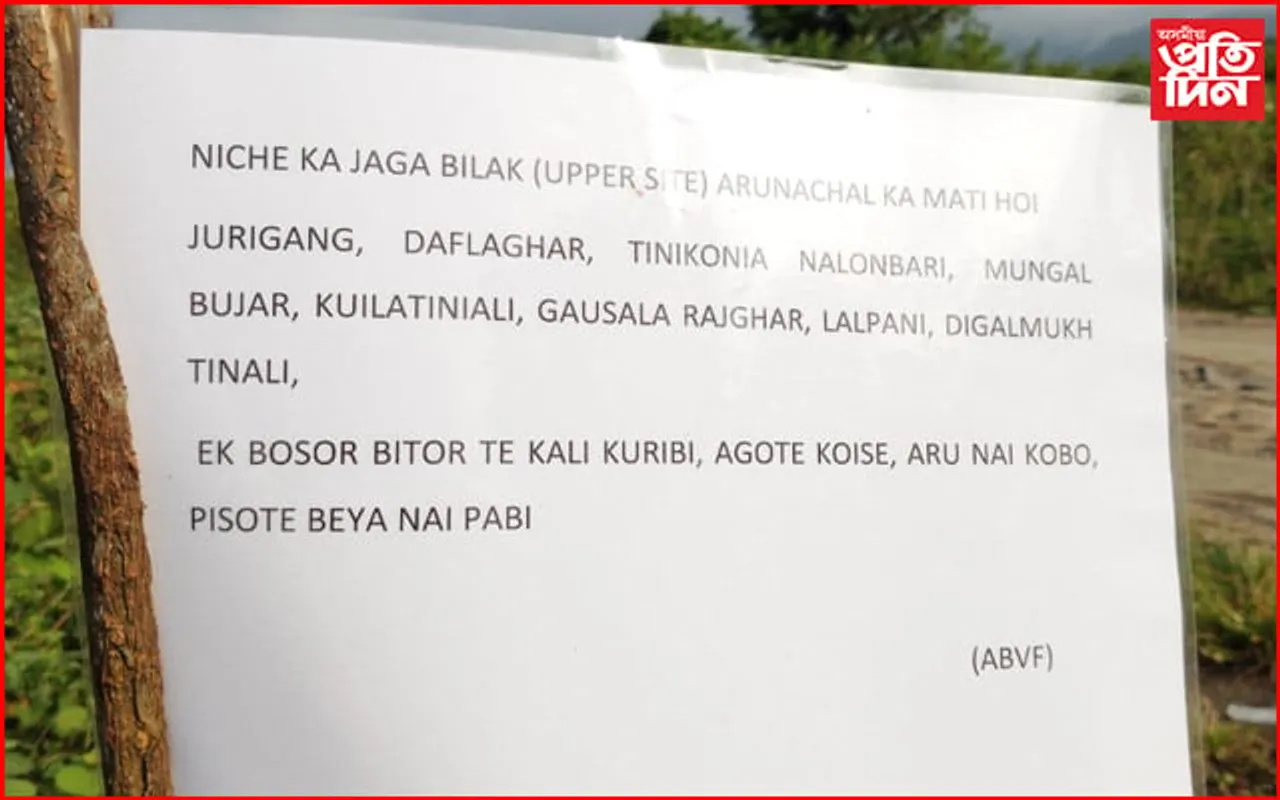 অসমীয়া
প্ৰতি
দিন
NICHE KA JAGA BILAK (UPPER SITE) ARUNACHAL KA MATI HOI
JURIGANG, DAFLAGHAR, TINIKONIA NALONBARI, MUNGAL
BUJAR, KUILATINIALI, GAUSALA RAJGHAR, LALPANI, DIGALMUKH
TINALI,
EK BOSOR BITOR TE KALI KURIBI, AGOTE KOISE, ARU NAI KOBO,
PISOTE BEYA NAI PABI
(ABVF)